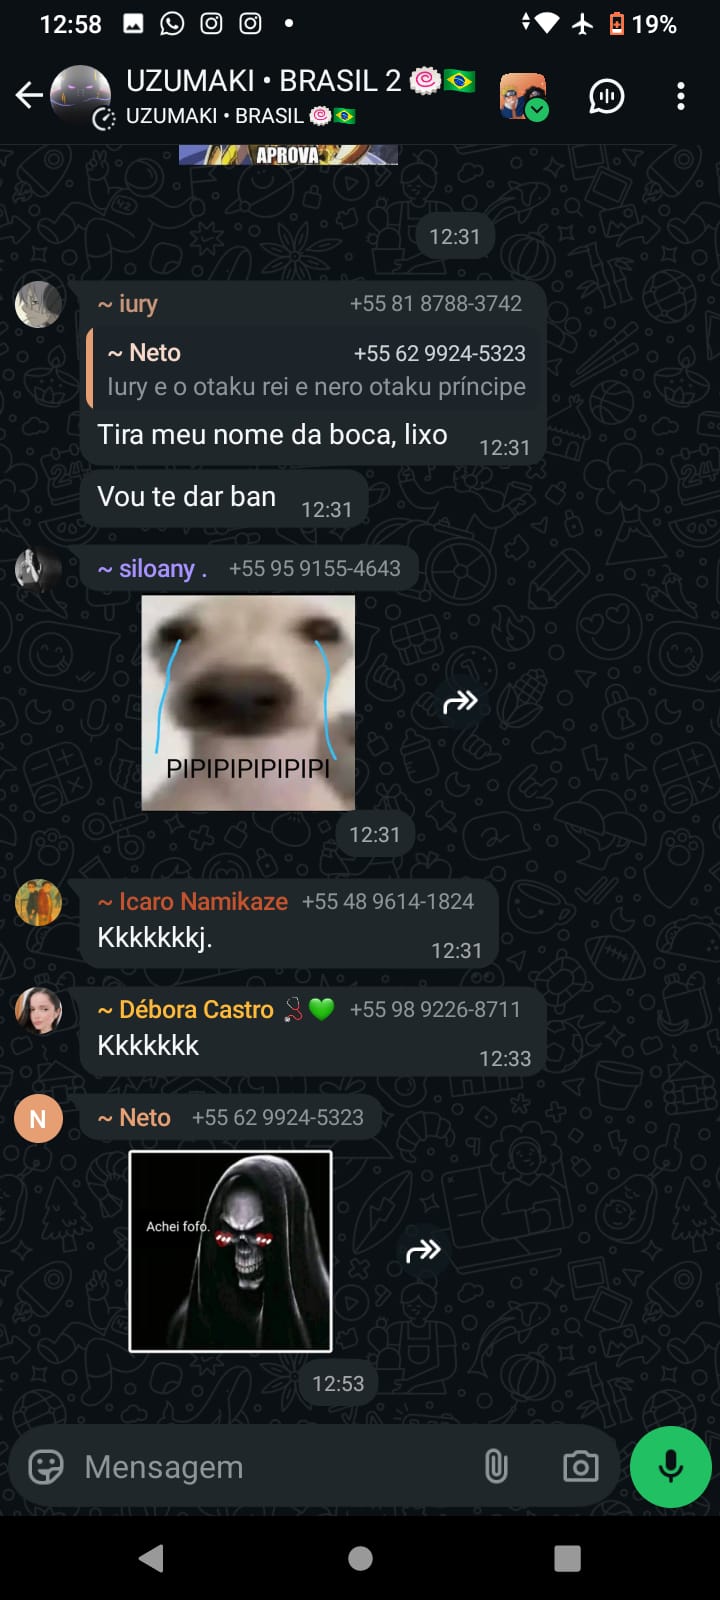 12:58
19%
UZUMAKI • BRASIL 2 🍥🇧🇷
UZUMAKI • BRASIL 🍥🇧🇷
APROVA
12:31
~ iury +55 81 8788-3742
~ Neto +55 62 9924-5323
Iury e o otaku rei e nero otaku príncipe
Tira meu nome da boca, lixo 12:31
Vou te dar ban 12:31
~ siloany . +55 95 9155-4643
PIPIPIPIPIPIPI
12:31
~ Icaro Namikaze +55 48 9614-1824
Kkkkkkkj.
12:31
~ Débora Castro 🩺💚 +55 98 9226-8711
Kkkkkkk
12:33
N
~ Neto +55 62 9924-5323
Achei fofo.
12:53
Mensagem